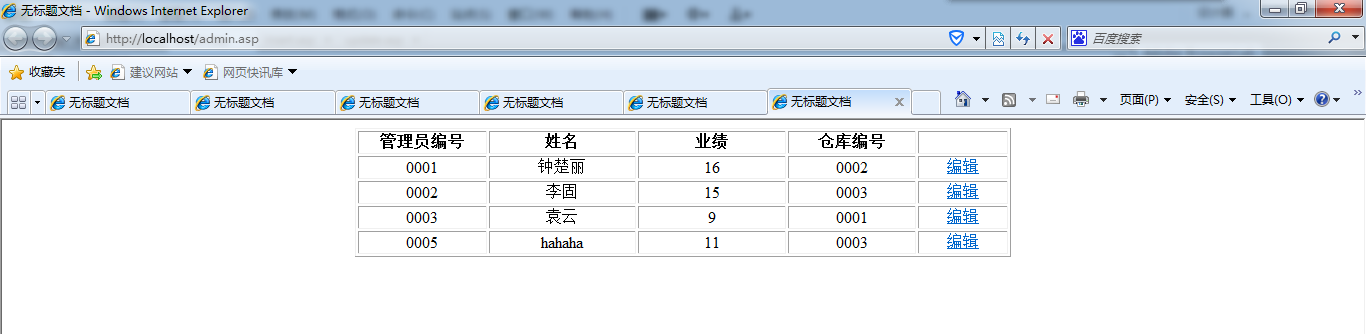 无标题文档 - Windows Internet Explorer
http://localhost/admin.asp
百度搜索
收藏夹 建议网站 网页快讯库
无标题文档 无标题文档 无标题文档 无标题文档 无标题文档 无标题文档 页面(P) 安全(S) 工具(O)
管理员编号 姓名 业绩 仓库编号
0001 钟楚丽 16 0002 编辑
0002 李固 15 0003 编辑
0003 袁云 9 0001 编辑
0005 hahaha 11 0003 编辑